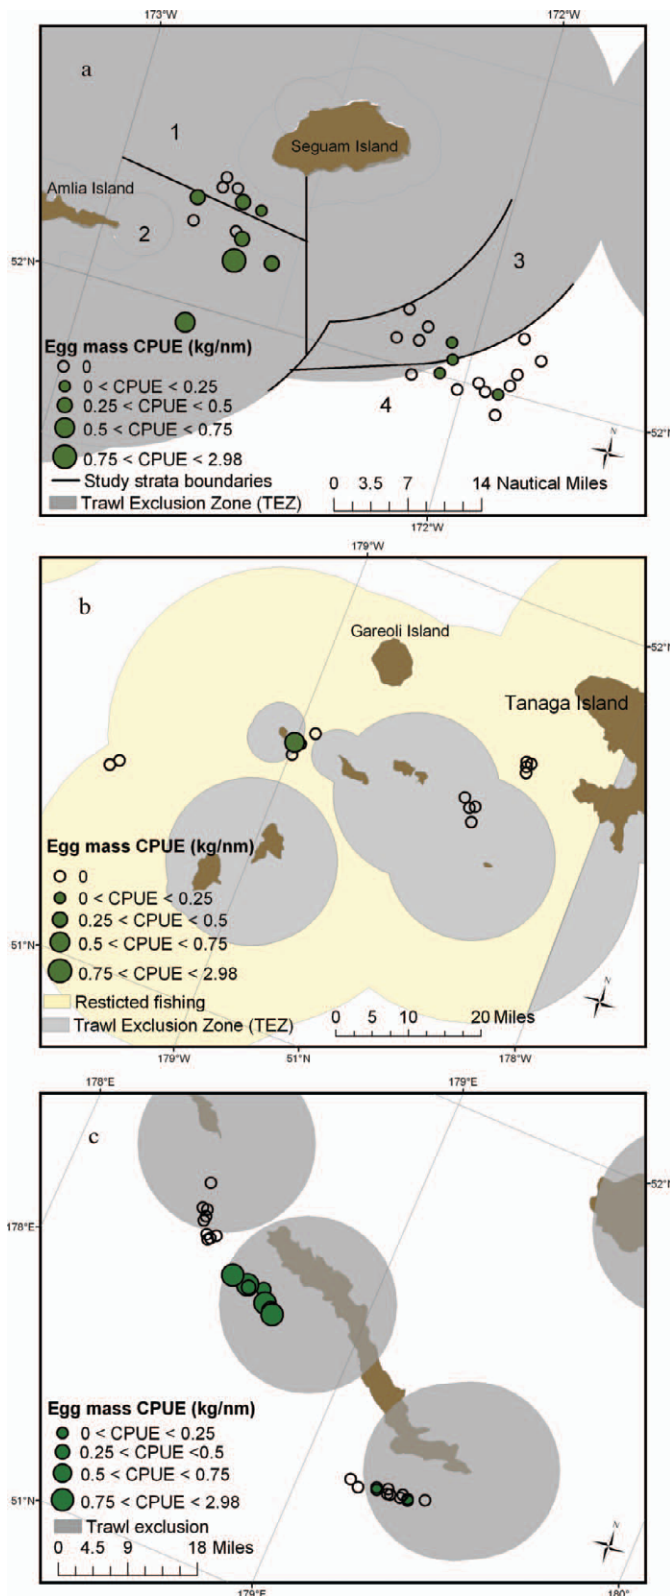 173°W
172°W
a
1
Seguam Island
Amlia Island
2
52°N
3
Egg mass CPUE (kg/nm)
0
0 < CPUE < 0.25
4
0.25 < CPUE < 0.5
0.5 < CPUE < 0.75
0.75 < CPUE < 2.98
Study strata boundaries
Trawl Exclusion Zone (TEZ)
52°N
N
0 3.5 7 14 Nautical Miles
172°W
179°W
b
Gareoli Island
52°N
Tanaga Island
Egg mass CPUE (kg/nm)
0
0 < CPUE < 0.25
0.25 < CPUE < 0.5
0.5 < CPUE < 0.75
51°N
0.75 < CPUE < 2.98
Resticted fishing
Trawl Exclusion Zone (TEZ)
N
0 5 10 20 Miles
179°W
51°N
178°W
178°E
179°E
c
52°N
178°E
Egg mass CPUE (kg/nm)
0 < CPUE < 0.25
0.25 < CPUE <0.5
0.5 < CPUE < 0.75
0.75 < CPUE < 2.98
51°N
Trawl exclusion
0 4.5 9 18 Miles
N
179°E
180°